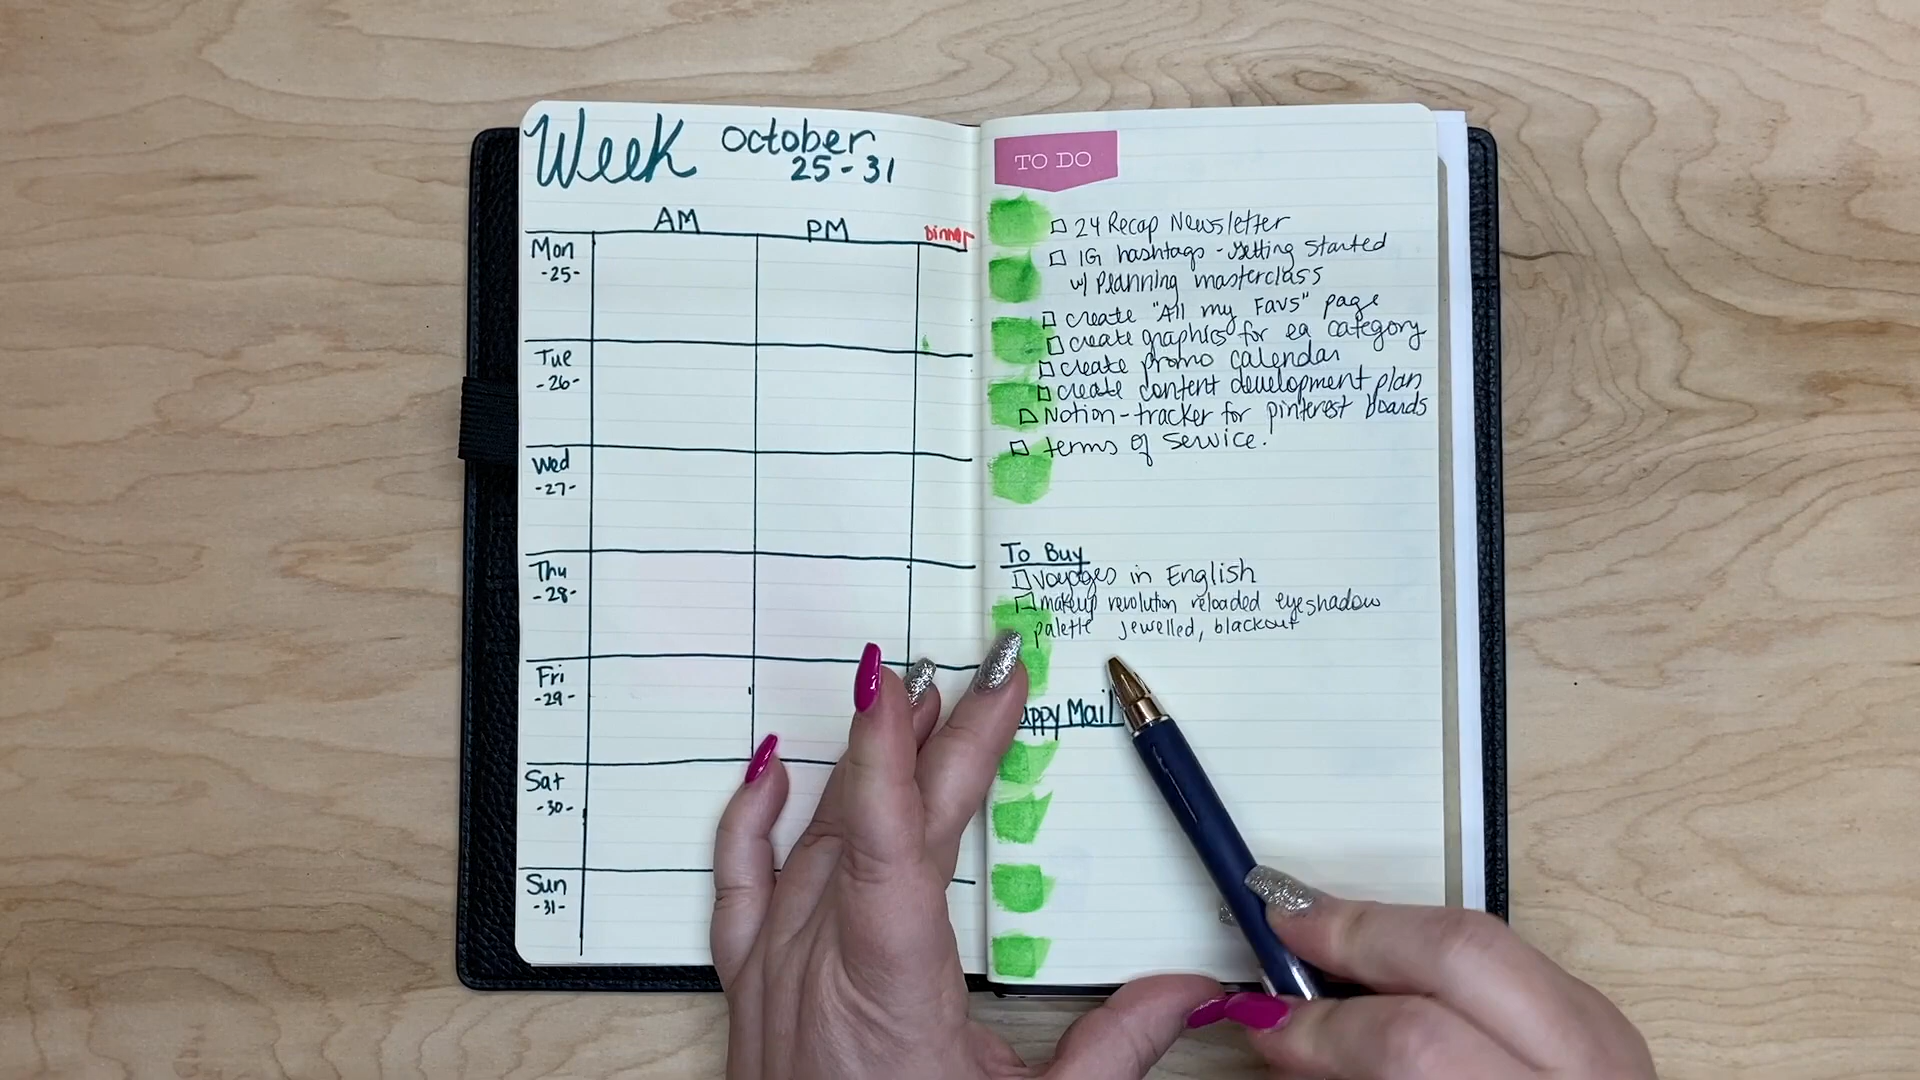 Week October
25-31
AM PM Dinner
Mon
-25-
Tue
-26-
Wed
-27-
Thu
-28-
Fri
-29-
Sat
-30-
Sun
-31-
TO DO
24 Recap Newsletter
IG hashtags - Getting Started
w/ Planning masterclass
create "All my Favs" page
create graphics for ea category
create promo calendar
create content development plan
Notion-tracker for pinterest boards
terms of service.
To Buy
Voyages in English
makeup revolution reloaded eyeshadow
palette jewelled, blackout
appy Mail